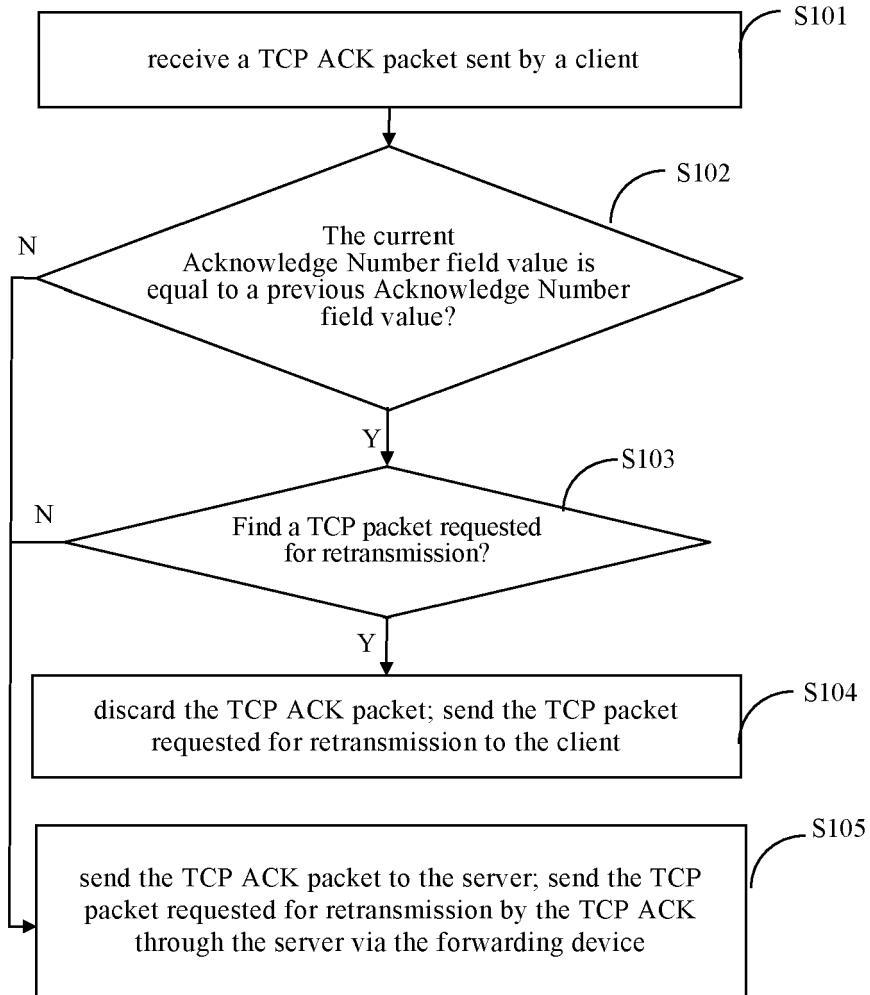 S101
receive a TCP ACK packet sent by a client
S102
N
The current
Acknowledge Number field value is
equal to a previous Acknowledge Number
field value?
Y
S103
N
Find a TCP packet requested
for retransmission?
Y
S104
discard the TCP ACK packet; send the TCP packet
requested for retransmission to the client
S105
send the TCP ACK packet to the server; send the TCP
packet requested for retransmission by the TCP ACK
through the server via the forwarding device